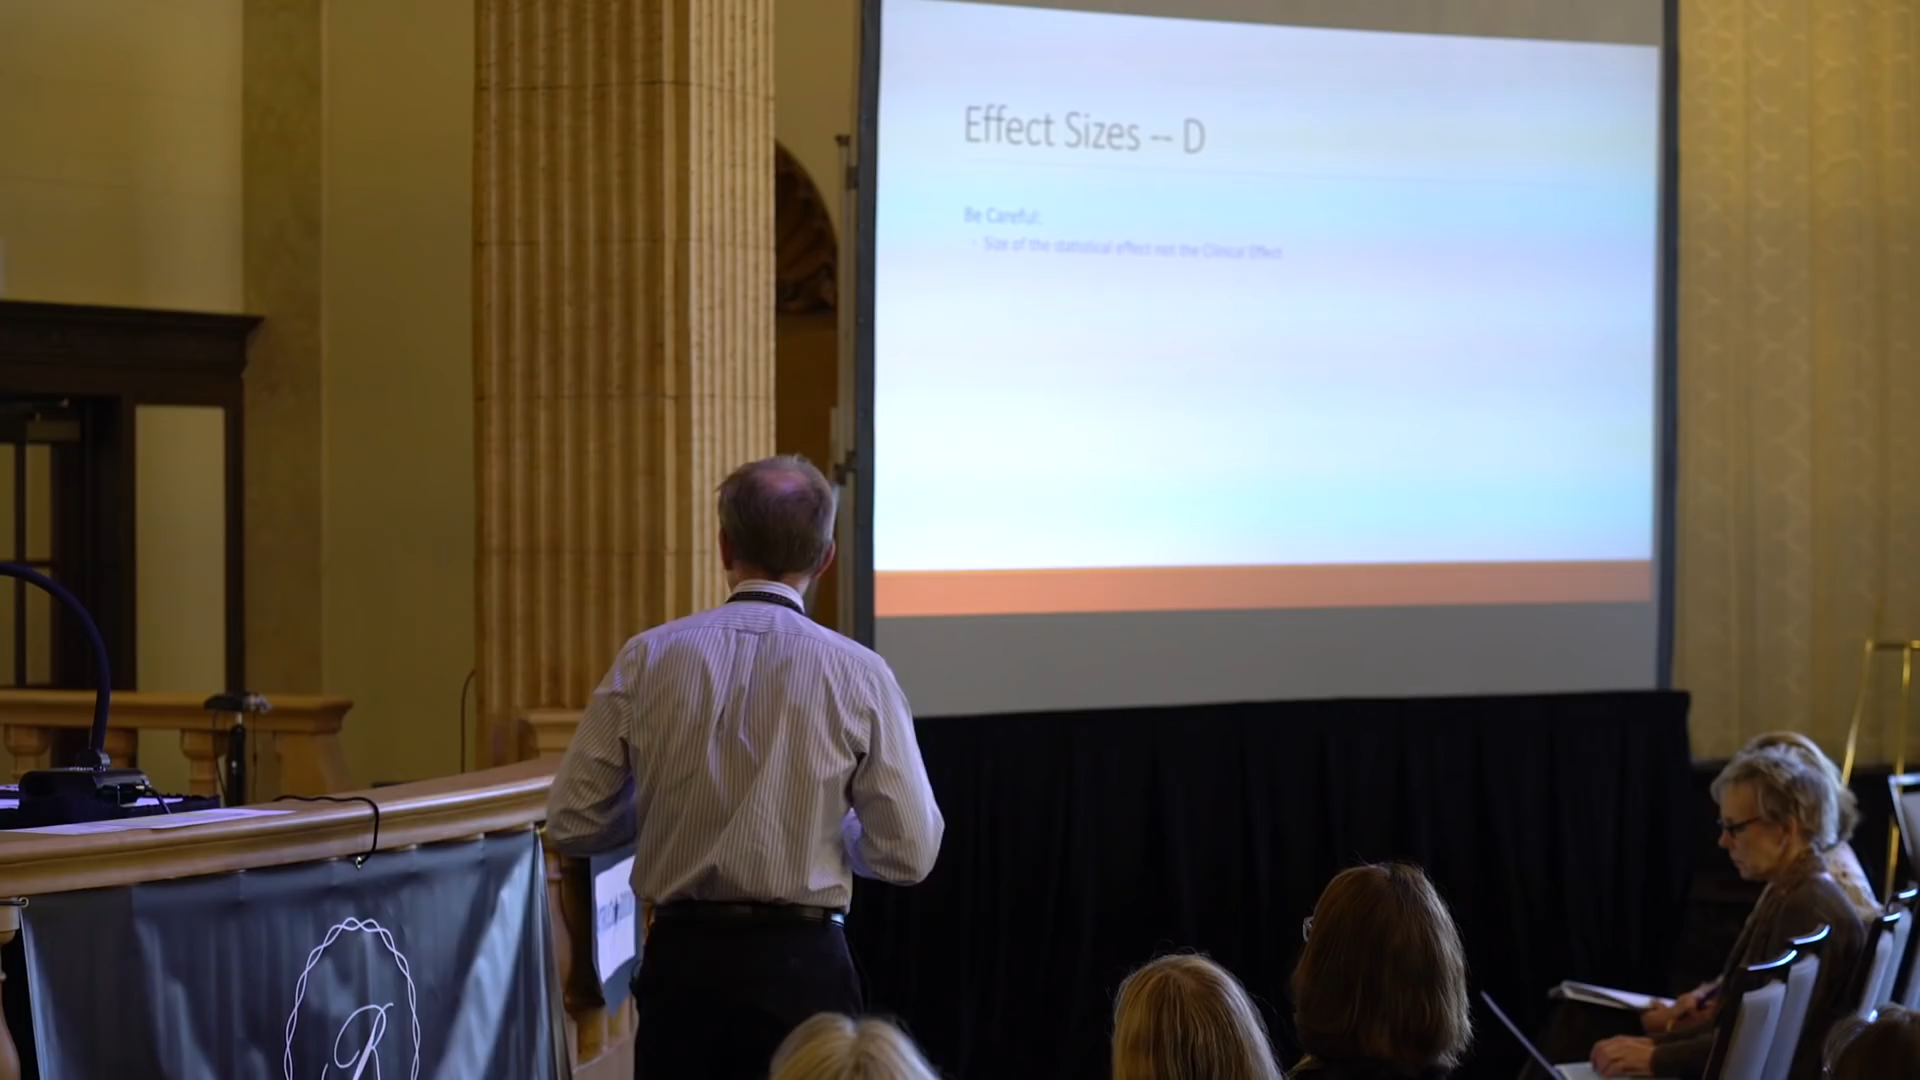 Effect Sizes -- D
Be Careful:
- Size of the statistical effect not the Clinical Effect
R